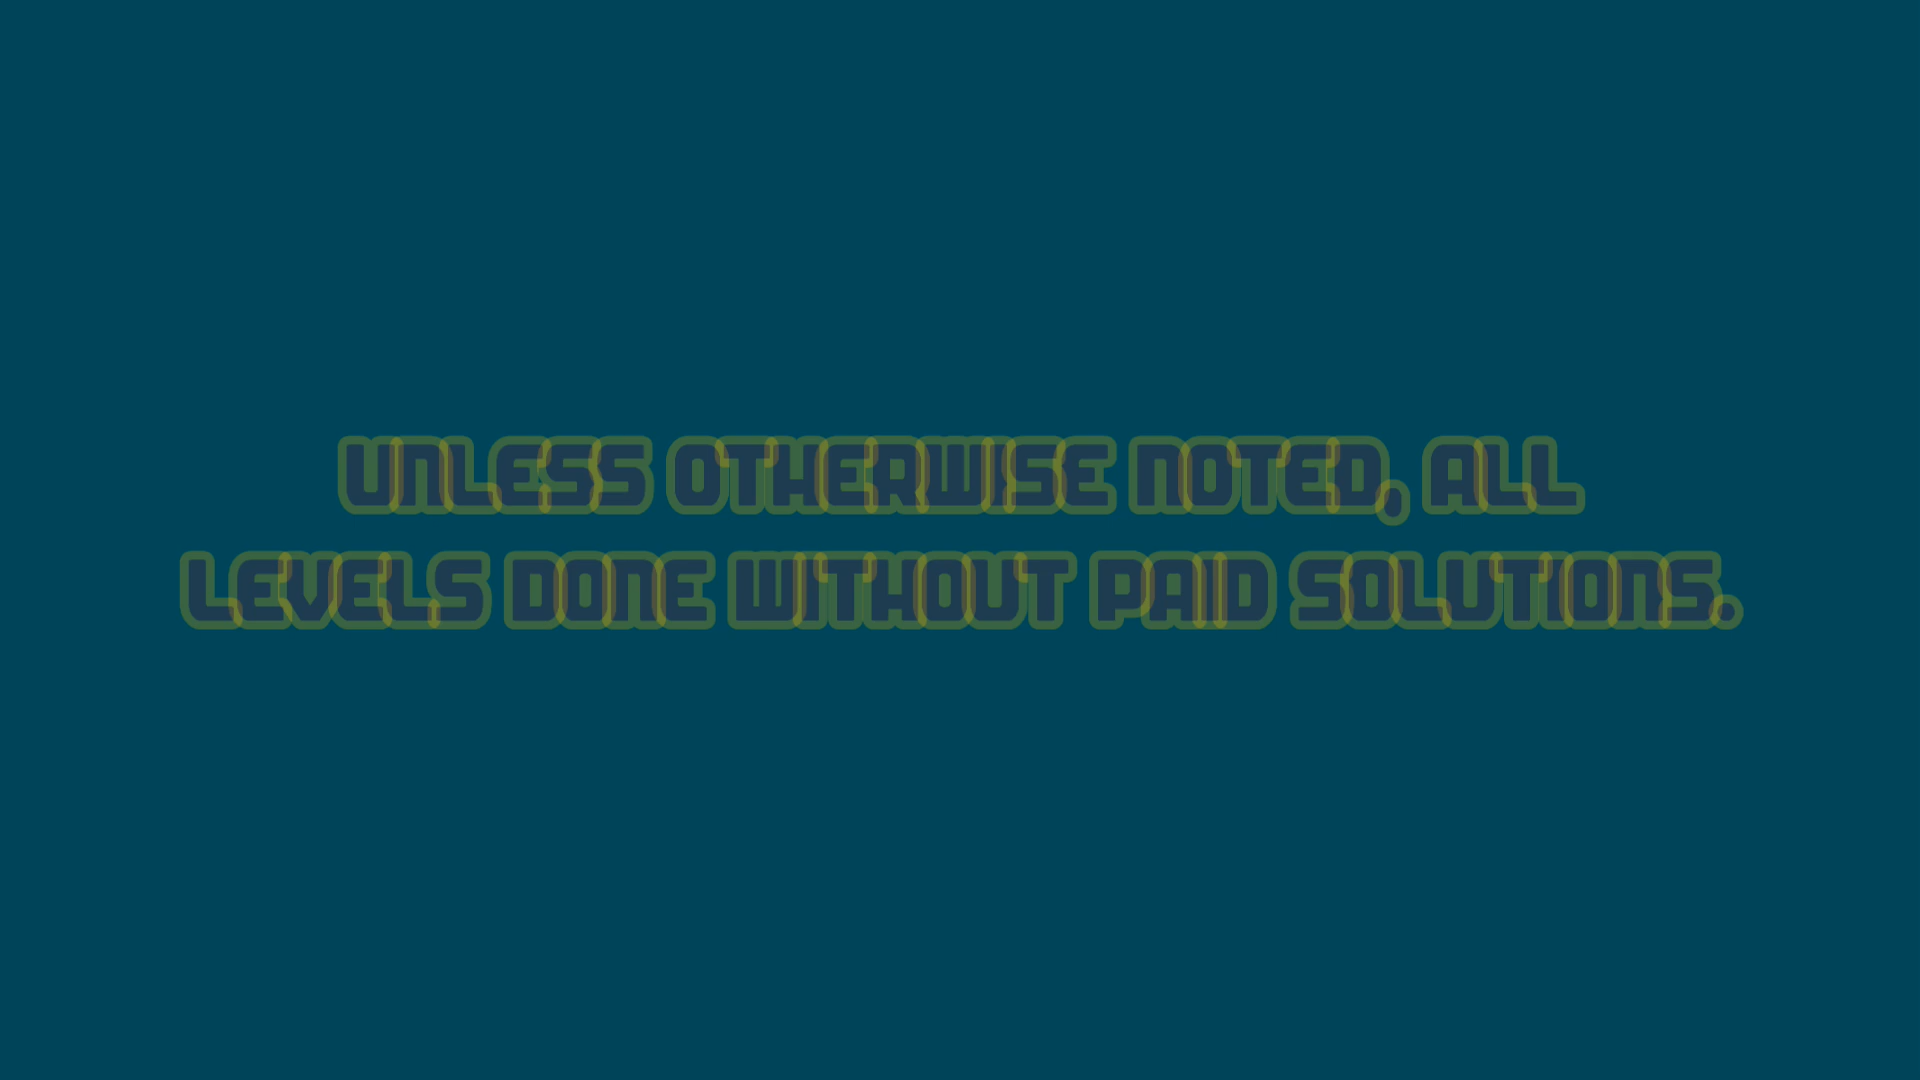 UNLESS OTHERWISE NOTED, ALL
LEVELS DONE WITHOUT PAID SOLUTIONS.